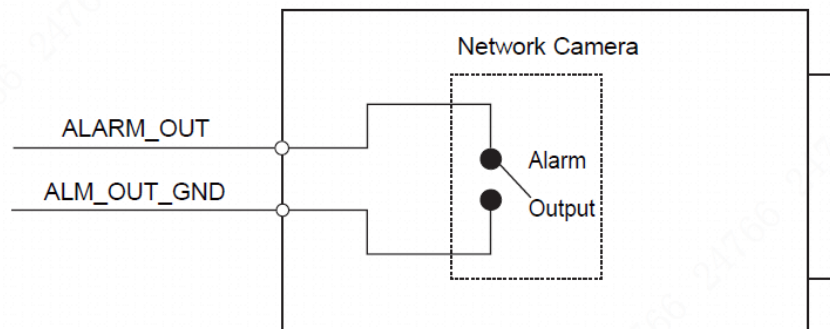 Network Camera
ALARM_OUT
Alarm
ALM_OUT_GND
Output